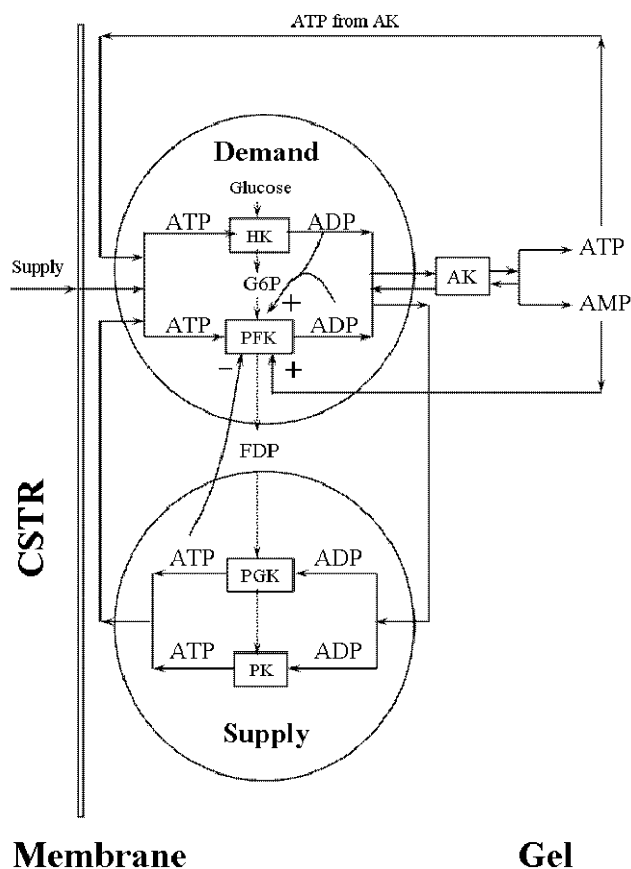 ATP from AK
Demand
Glucose
ATP
HK
ADP
Supply
G6P
+
AK
ATP
AMP
ATP
PFK
ADP
−
+
FDP
CSTR
ATP
PGK
ADP
ATP
PK
ADP
Supply
Membrane
Gel